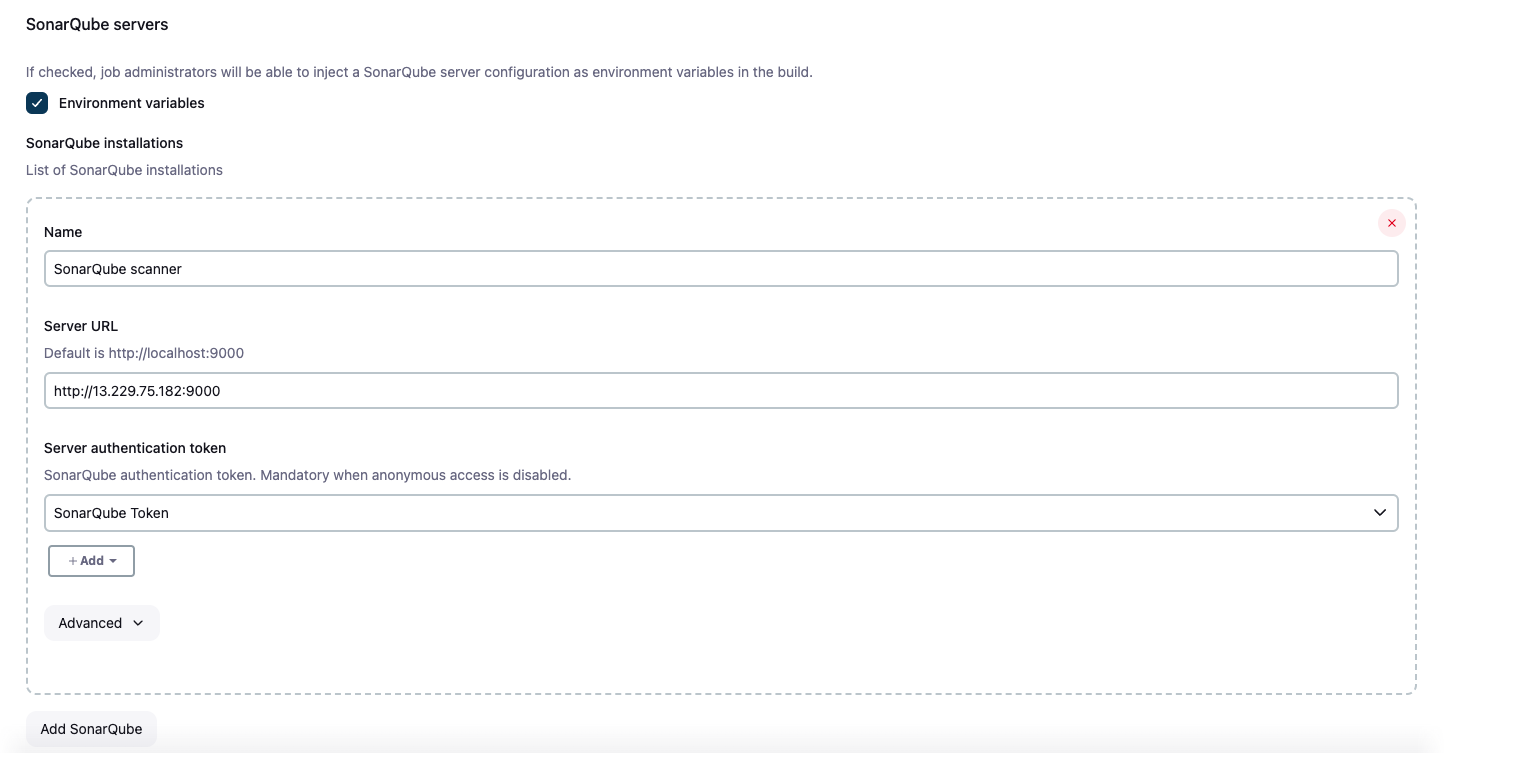 SonarQube servers
If checked, job administrators will be able to inject a SonarQube server configuration as environment variables in the build.
Environment variables
SonarQube installations
List of SonarQube installations
Name
SonarQube scanner
Server URL
Default is http://localhost:9000
http://13.229.75.182:9000
Server authentication token
SonarQube authentication token. Mandatory when anonymous access is disabled.
SonarQube Token
+ Add
Advanced
Add SonarQube